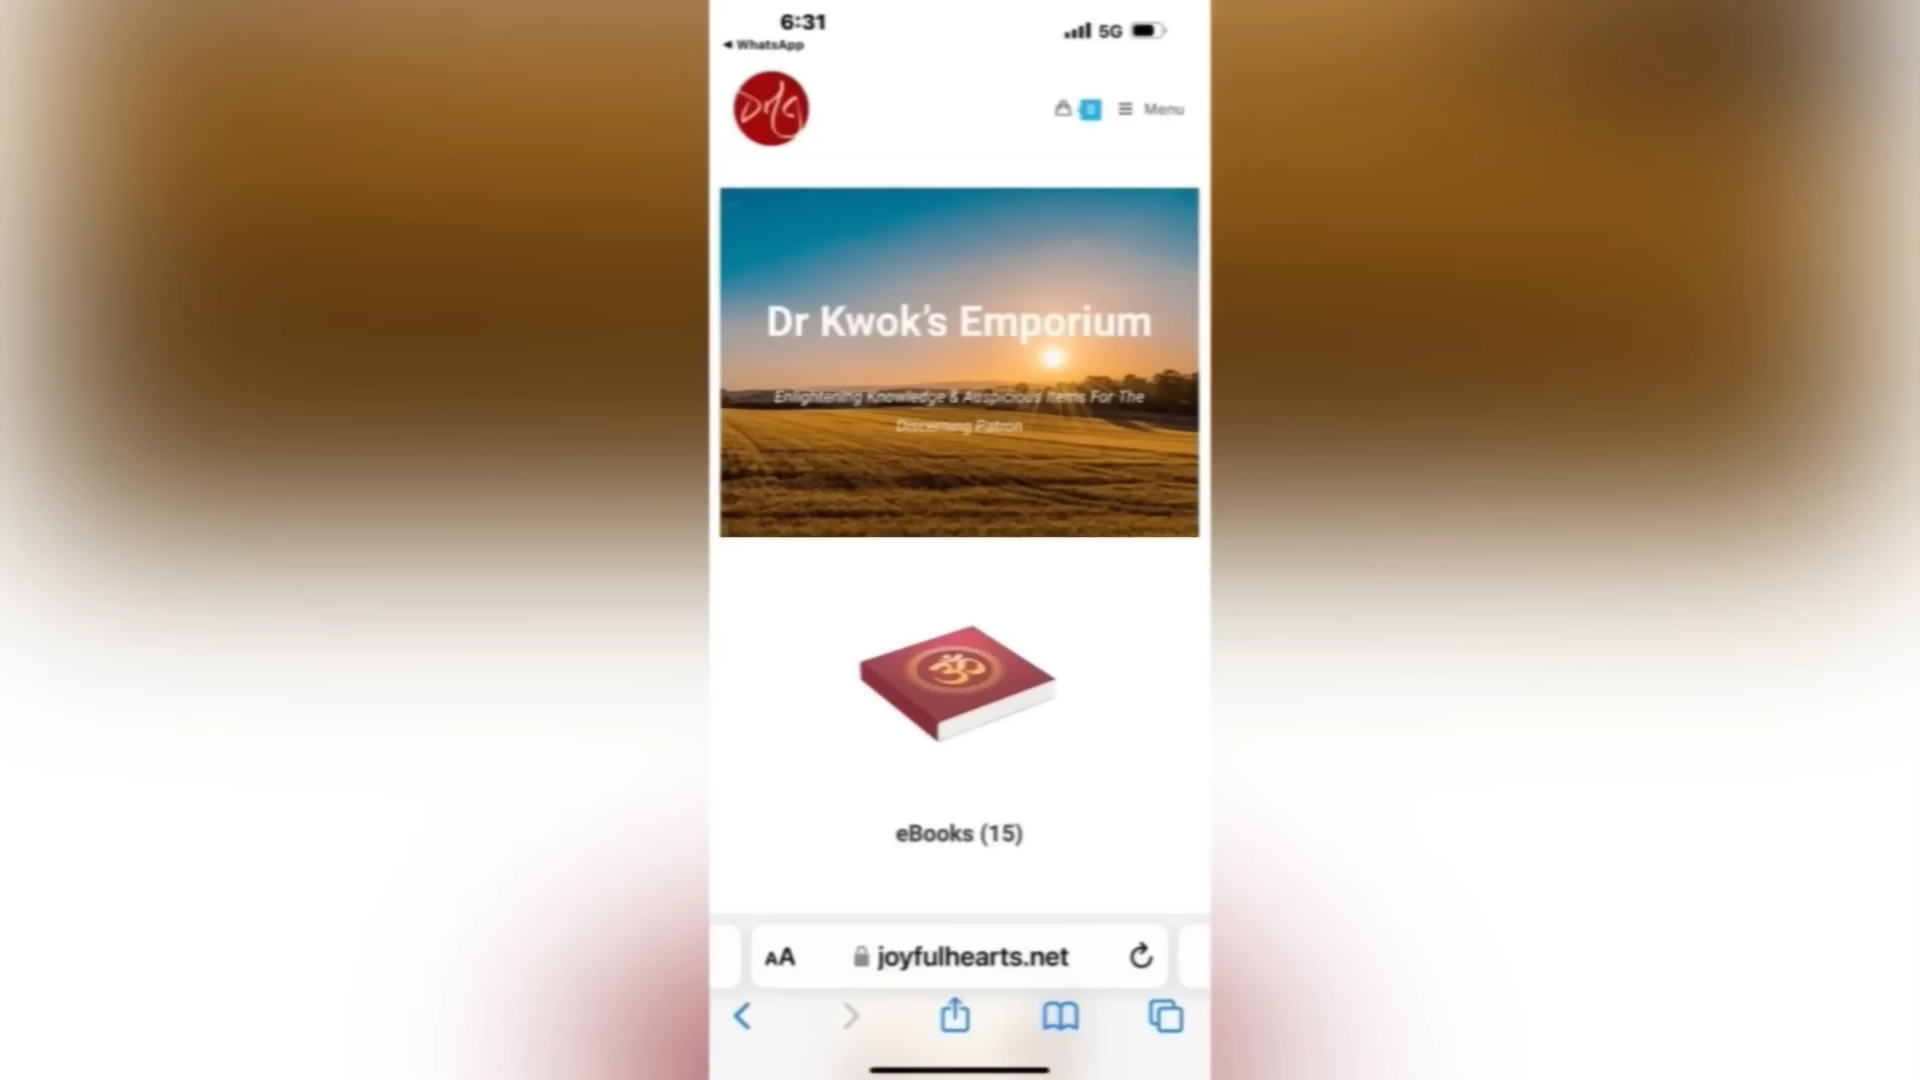 6:31
5G
◀ WhatsApp
0
Menu
Dr Kwok's Emporium
Enlightening Knowledge & Auspicious Items For The
Discerning Patron
ॐ
eBooks (15)
AA
joyfulhearts.net